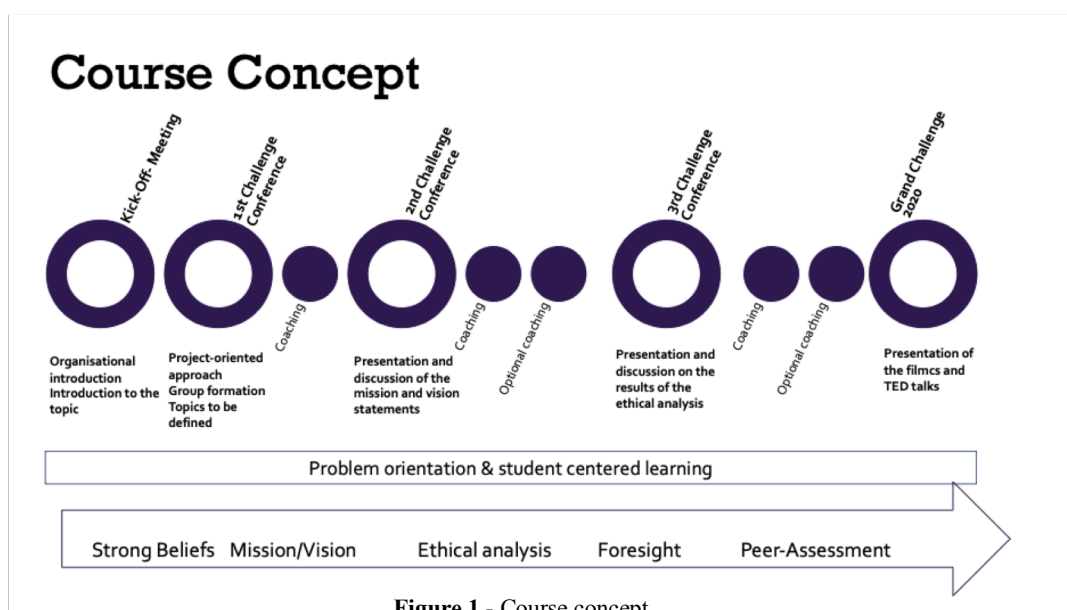 Course Concept
Kick-Off- Meeting
1st Challenge
Conference
2nd Challenge
Conference
3rd Challenge
Conference
Grand Challenge
2020
Coaching
Coaching
Optional coaching
Coaching
Optional coaching
Organisational
introduction
Introduction to the
topic
Project-oriented
approach
Group formation
Topics to be
defined
Presentation and
discussion of the
mission and vision
statements
Presentation and
discussion on the
results of the
ethical analysis
Presentation of
the filmcs and
TED talks
Problem orientation & student centered learning
Strong Beliefs Mission/Vision Ethical analysis Foresight Peer-Assessment
Figure 1 - Course concept